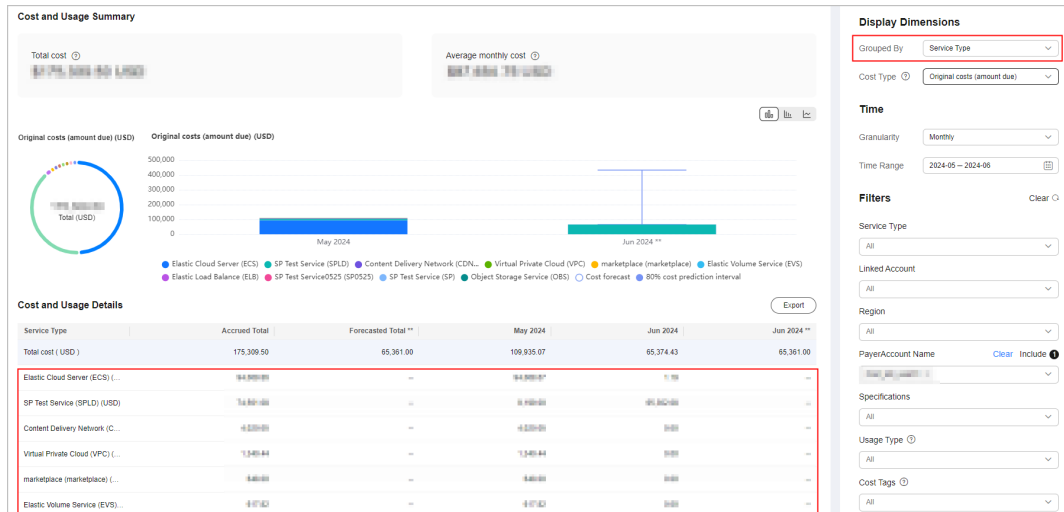 Cost and Usage Summary
Total cost
Average monthly cost
Original costs (amount due) (USD)
Total (USD)
Original costs (amount due) (USD)
500,000
400,000
300,000
200,000
100,000
0
May 2024
Jun 2024 **
Elastic Cloud Server (ECS) SP Test Service (SPLD) Content Delivery Network (CDN... Virtual Private Cloud (VPC) marketplace (marketplace) Elastic Volume Service (EVS)
Elastic Load Balance (ELB) SP Test Service0525 (SP0525) SP Test Service (SP) Object Storage Service (OBS) Cost forecast 80% cost prediction interval
Cost and Usage Details
Export
Service Type Accrued Total Forecasted Total ** May 2024 Jun 2024 Jun 2024 **
Total cost ( USD ) 175,309.50 65,361.00 109,935.07 65,374.43 65,361.00
Elastic Cloud Server (ECS) (... -- --
SP Test Service (SPLD) (USD) -- --
Content Delivery Network (C... -- --
Virtual Private Cloud (VPC) (... -- --
marketplace (marketplace) (... -- --
Elastic Volume Service (EVS)... -- --
Display Dimensions
Grouped By Service Type
Cost Type Original costs (amount due)
Time
Granularity Monthly
Time Range 2024-05 -- 2024-06
Filters Clear
Service Type
All
Linked Account
All
Region
All
PayerAccount Name Clear Include 1
Specifications
All
Usage Type
All
Cost Tags
All